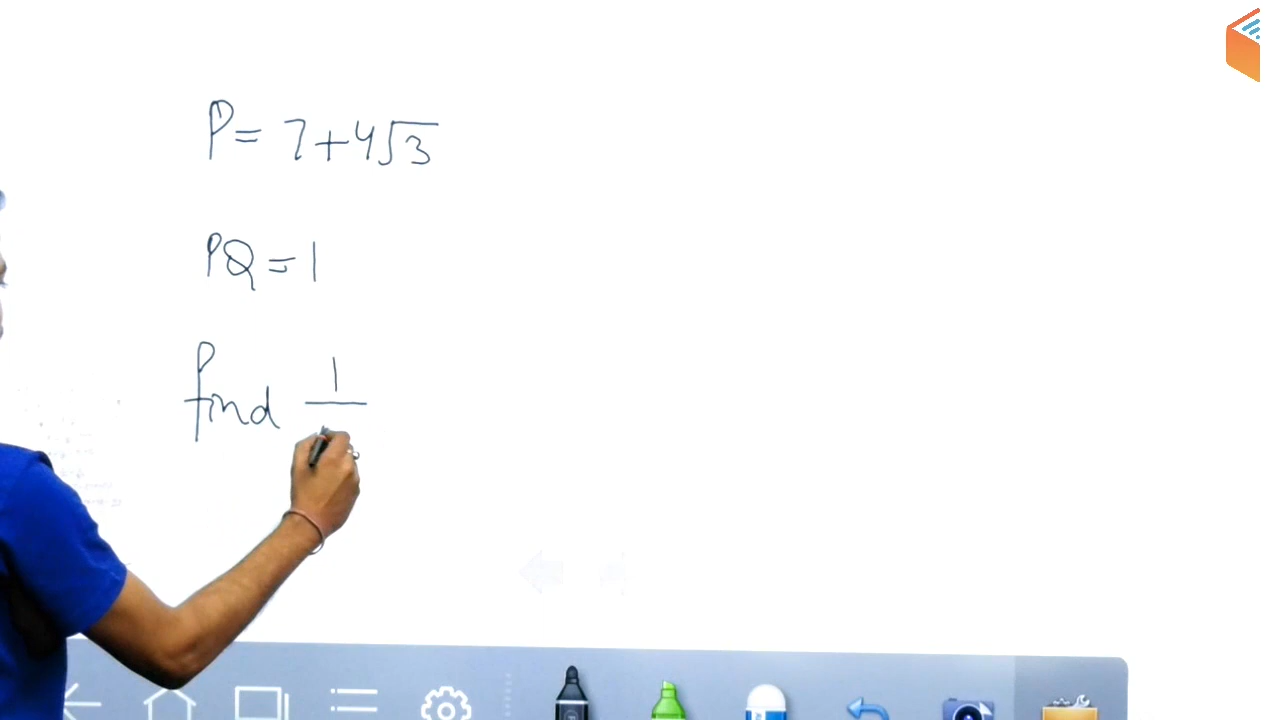 P = 7+4√3
PQ = 1
find 1